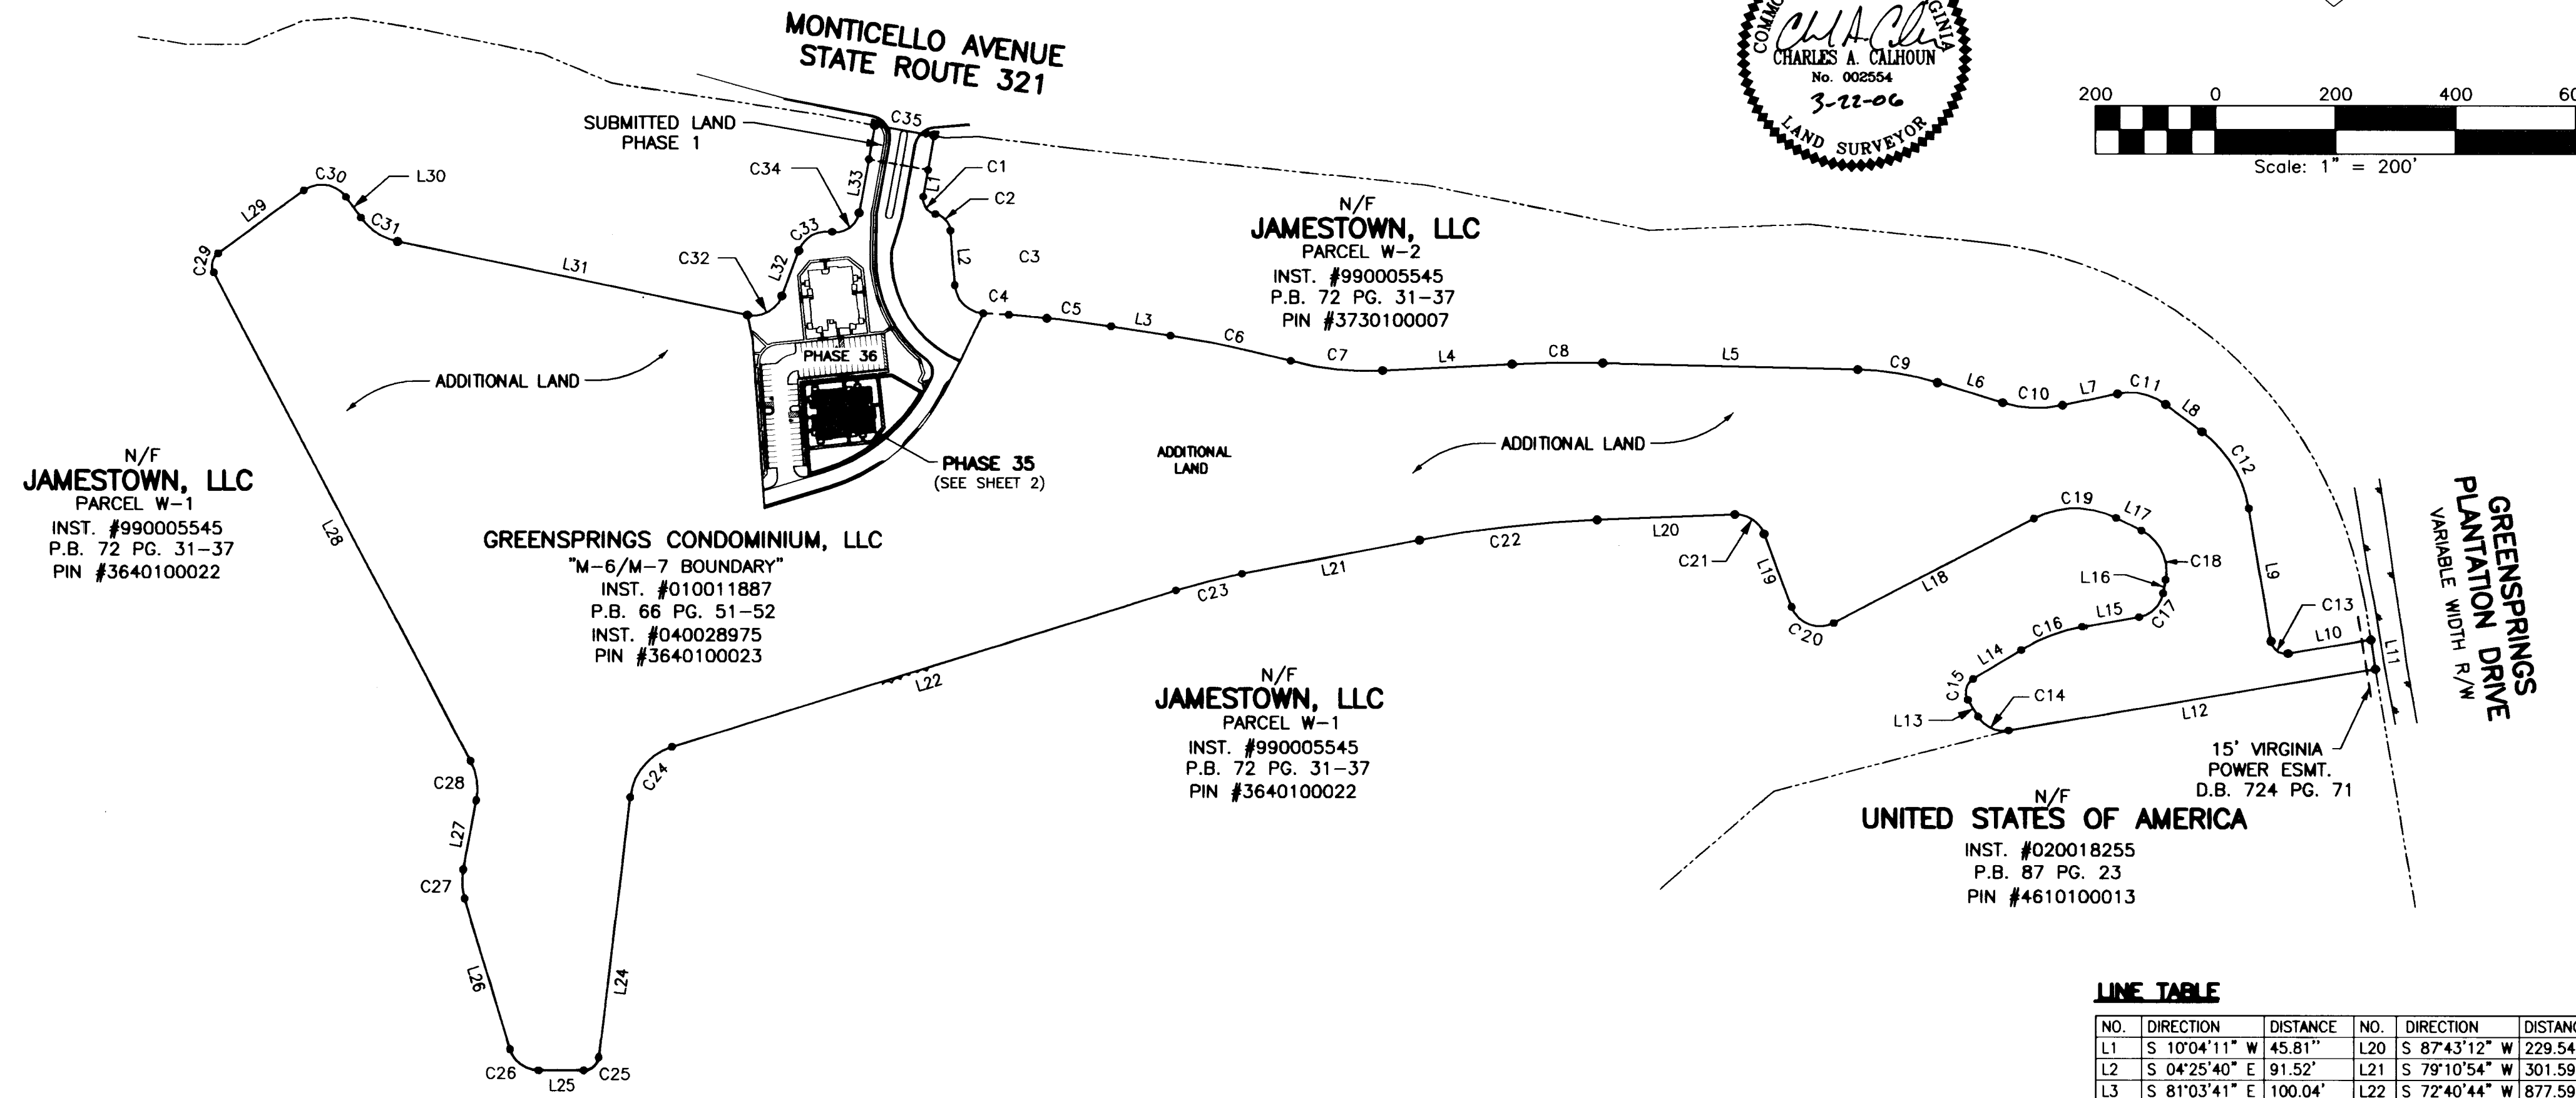 MONTICELLO AVENUE
STATE ROUTE 321
CHARLES A. CALHOUN
No. 002554
3-22-06
LAND SURVEYOR
200 0 200 400
Scale: 1" = 200'
SUBMITTED LAND
PHASE 1
C35
C34
L33
L1
C1
C2
C30
L30
L29
C31
C29
L31
C32
L32
C33
L2
C3
C4
C5
L3
C6
C7
L4
C8
L5
C9
L6
C10
L7
C11
L8
C12
N/F
JAMESTOWN, LLC
PARCEL W-2
INST. #990005545
P.B. 72 PG. 31-37
PIN #3730100007
PHASE 36
ADDITIONAL LAND
ADDITIONAL
LAND
ADDITIONAL LAND
PHASE 35
(SEE SHEET 2)
N/F
JAMESTOWN, LLC
PARCEL W-1
INST. #990005545
P.B. 72 PG. 31-37
PIN #3640100022
L28
GREENSPRINGS CONDOMINIUM, LLC
"M-6/M-7 BOUNDARY"
INST. #010011887
P.B. 66 PG. 51-52
INST. #040028975
PIN #3640100023
GREENSPRINGS
PLANTATION DRIVE
VARIABLE WIDTH R/W
C19
L17
C18
L16
C17
L15
C16
L14
C15
L13
C14
L12
L9
C13
L10
L11
L18
C20
L19
C21
L20
C22
L21
C23
L22
C24
L24
C25
L25
C26
L26
C27
L27
C28
N/F
JAMESTOWN, LLC
PARCEL W-1
INST. #990005545
P.B. 72 PG. 31-37
PIN #3640100022
15' VIRGINIA
POWER ESMT.
D.B. 724 PG. 71
N/F
UNITED STATES OF AMERICA
INST. #020018255
P.B. 87 PG. 23
PIN #4610100013
LINE TABLE
NO. DIRECTION DISTANCE NO. DIRECTION
L1 S 10°04'11" W 45.81'' L20 S 87°43'12" W 229.54
L2 S 04°25'40" E 91.52' L21 S 79°10'54" W 301.59
L3 S 81°03'41" E 100.04' L22 S 72°40'44" W 877.59